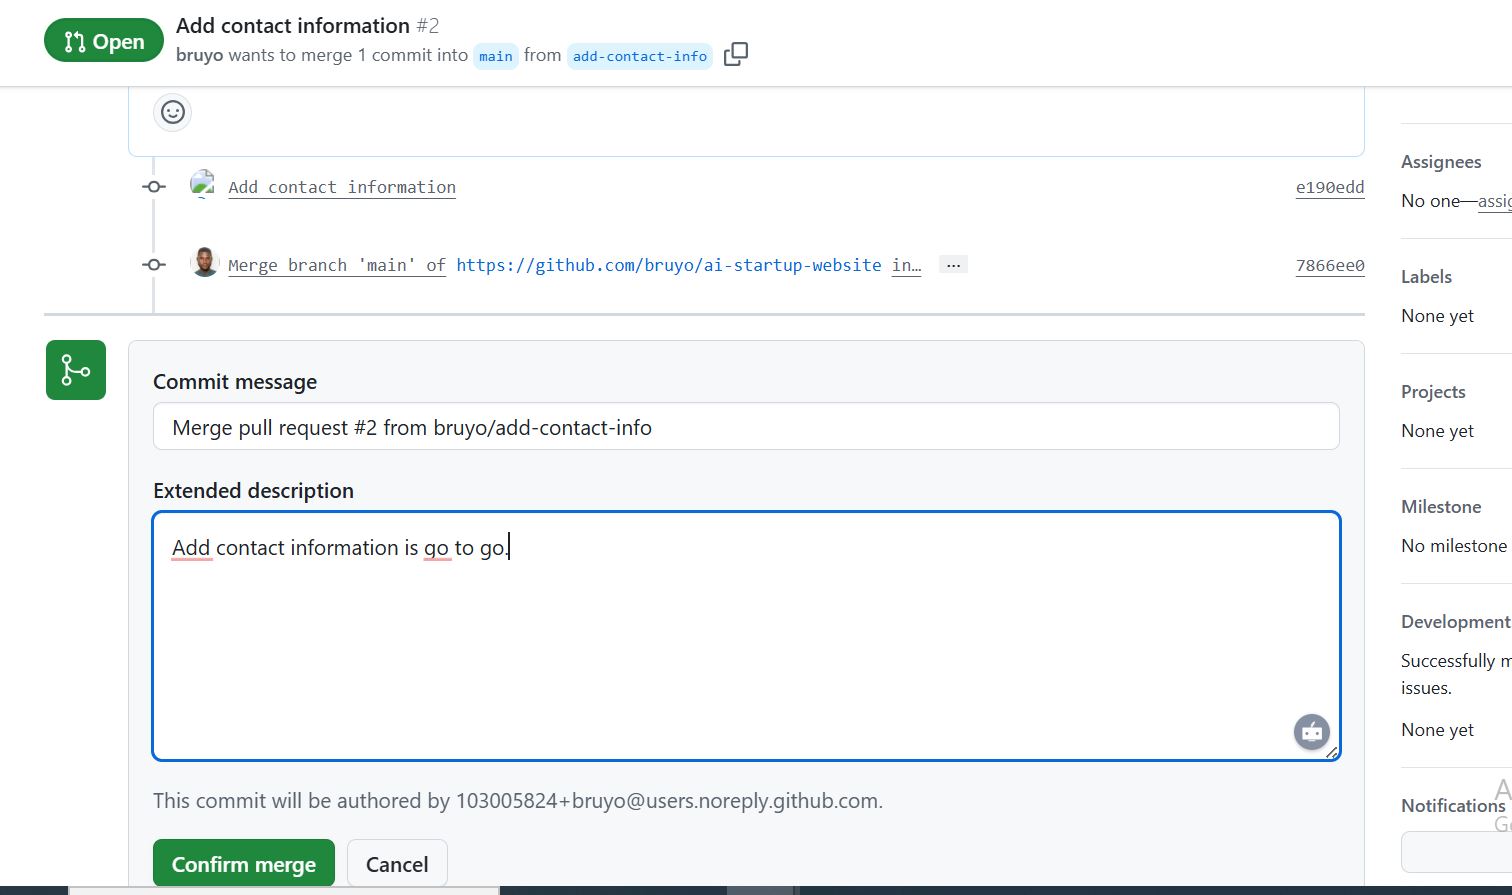 Open
Add contact information #2
bruyo wants to merge 1 commit into main from add-contact-info
Add contact information e190edd
Merge branch 'main' of https://github.com/bruyo/ai-startup-website in… ... 7866ee0
Commit message
Merge pull request #2 from bruyo/add-contact-info
Extended description
Add contact information is go to go.
This commit will be authored by 103005824+bruyo@users.noreply.github.com.
Confirm merge Cancel
Assignees
No one—assig
Labels
None yet
Projects
None yet
Milestone
No milestone
Development
Successfully m
issues.
None yet
Notifications